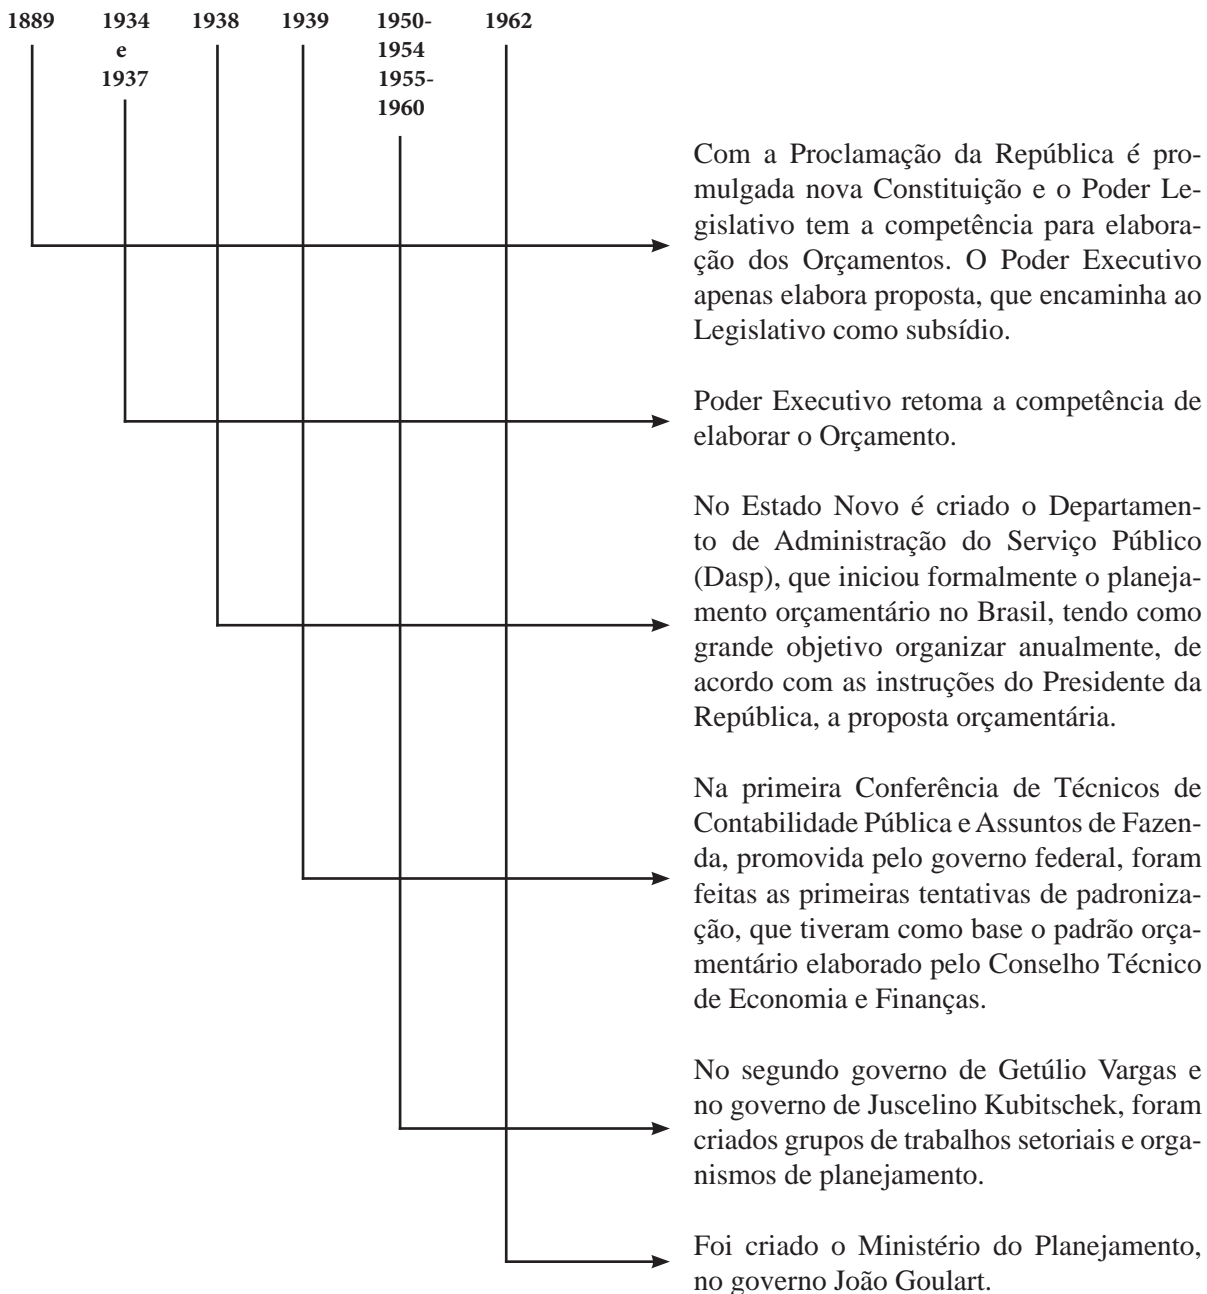 1889 1934 1938 1939 1950- 1962
e 1954
1937 1955-
1960
Com a Proclamação da República é pro-
mulgada nova Constituição e o Poder Le-
gislativo tem a competência para elabora-
ção dos Orçamentos. O Poder Executivo
apenas elabora proposta, que encaminha ao
Legislativo como subsídio.
Poder Executivo retoma a competência de
elaborar o Orçamento.
No Estado Novo é criado o Departamen-
to de Administração do Serviço Público
(Dasp), que iniciou formalmente o planeja-
mento orçamentário no Brasil, tendo como
grande objetivo organizar anualmente, de
acordo com as instruções do Presidente da
República, a proposta orçamentária.
Na primeira Conferência de Técnicos de
Contabilidade Pública e Assuntos de Fazen-
da, promovida pelo governo federal, foram
feitas as primeiras tentativas de padroniza-
ção, que tiveram como base o padrão orça-
mentário elaborado pelo Conselho Técnico
de Economia e Finanças.
No segundo governo de Getúlio Vargas e
no governo de Juscelino Kubitschek, foram
criados grupos de trabalhos setoriais e orga-
nismos de planejamento.
Foi criado o Ministério do Planejamento,
no governo João Goulart.